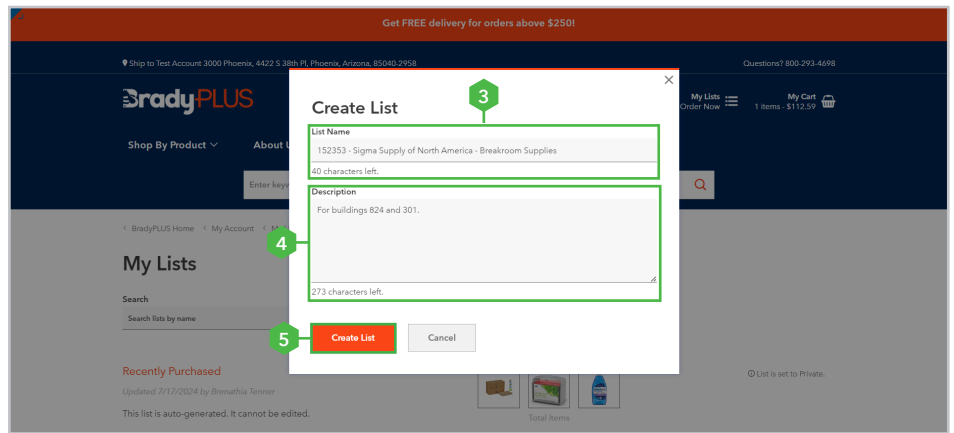 Get FREE delivery for orders above $250!
Ship to Test Account 3000 Phoenix, 4422 S 38th Pl, Phoenix, Arizona, 85040-2958
Questions? 800-293-4698
BradyPLUS
My Lists
Order Now
My Cart
1 items - $112.59
Shop By Product
About
Enter
3
Create List
List Name
152353 - Sigma Supply of North America - Breakroom Supplies
40 characters left.
4
Description
For buildings 824 and 301.
273 characters left.
5
Create List
Cancel
BradyPLUS Home
My Account
My Lists
Search
Search lists by name
Recently Purchased
Updated 7/17/2024 by Brenathia Tenner
This list is auto-generated. It cannot be edited.
Total Items
List is set to Private.